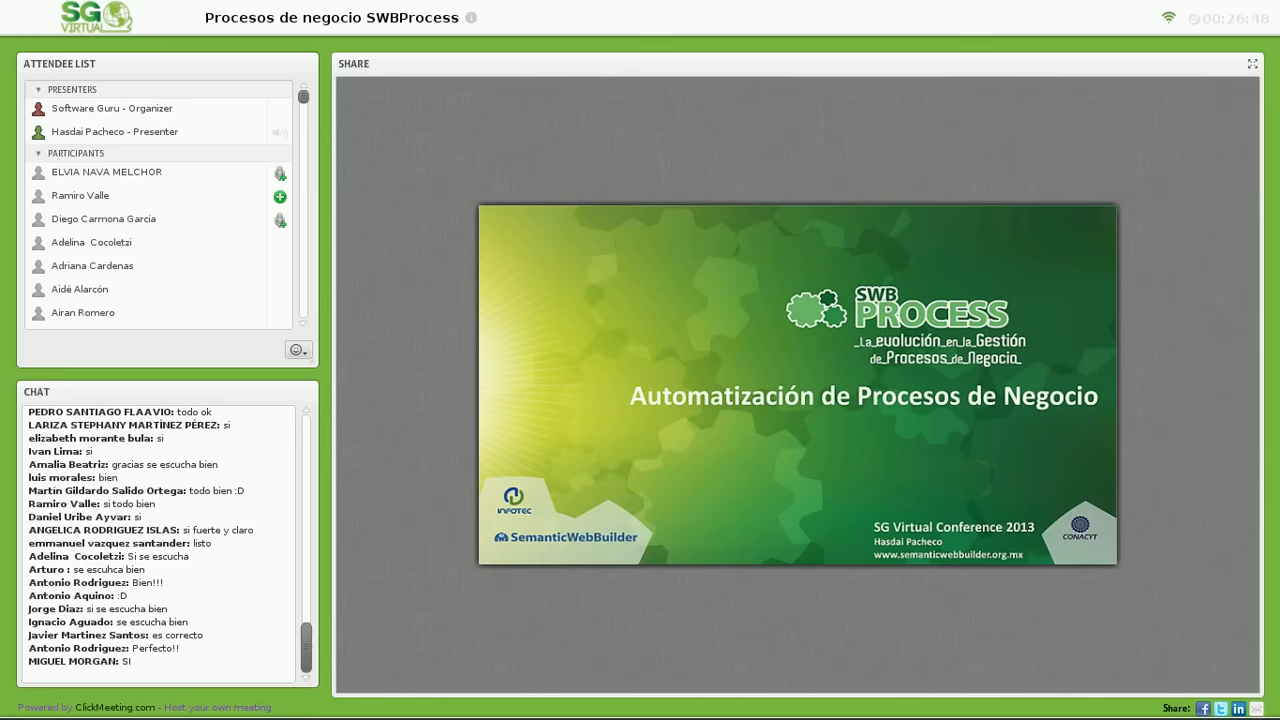 SG
VIRTUAL
Procesos de negocio SWBProcess
00:26:48
ATTENDEE LIST
PRESENTERS
Software Guru - Organizer
Hasdai Pacheco - Presenter
PARTICIPANTS
ELVIA NAVA MELCHOR
Ramiro Valle
Diego Carmona García
Adelina  Cocoletzi
Adriana Cardenas
Aidé Alarcón
Airan Romero
CHAT
PEDRO SANTIAGO FLAAVIO: todo ok
LARIZA STEPHANY MARTÍNEZ PÉREZ: si
elizabeth morante bula: si
Ivan Lima: si
Amalia Beatriz: gracias se escucha bien
luis morales: bien
Martín Gildardo Salido Ortega: todo bien :D
Ramiro Valle: si todo bien
Daniel Uribe Ayvar: si
ANGELICA RODRIGUEZ ISLAS: si fuerte y claro
emmanuel vazquez santander: listo
Adelina  Cocoletzi: Si se escucha
Arturo : se escuhca bien
Antonio Rodriguez: Bien!!!
Antonio Aquino: :D
Jorge Diaz: si se escucha bien
Ignacio Aguado: se escucha bien
Javier Martinez Santos: es correcto
Antonio Rodriguez: Perfecto!!
MIGUEL MORGAN: SI
SHARE
SWB
PROCESS
_La evolución_en la Gestión
de_Procesos_de_Negocio_
Automatización de Procesos de Negocio
INFOTEC
SemanticWebBuilder
SG Virtual Conference 2013
Hasdai Pacheco
www.semanticwebbuilder.org.mx
CONACYT
Powered by ClickMeeting.com - Host your own meeting
Share: